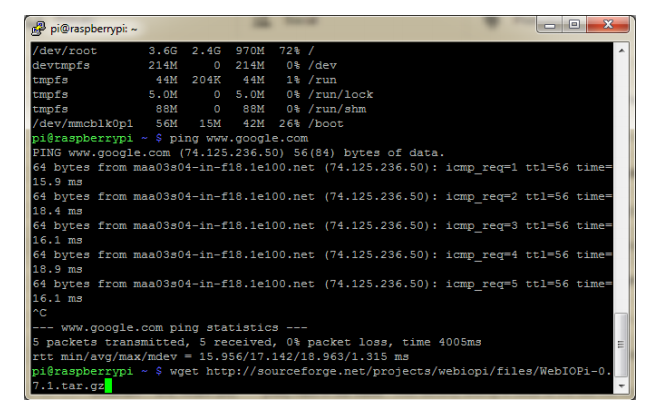 pi@raspberrypi: ~
/dev/root 3.6G 2.4G 970M 72% /
devtmpfs 214M 0 214M 0% /dev
tmpfs 44M 204K 44M 1% /run
tmpfs 5.0M 0 5.0M 0% /run/lock
tmpfs 88M 0 88M 0% /run/shm
/dev/mmcblk0p1 56M 15M 42M 26% /boot
pi@raspberrypi ~ $ ping www.google.com
PING www.google.com (74.125.236.50) 56(84) bytes of data.
64 bytes from maa03s04-in-f18.1e100.net (74.125.236.50): icmp_req=1 ttl=56 time=
15.9 ms
64 bytes from maa03s04-in-f18.1e100.net (74.125.236.50): icmp_req=2 ttl=56 time=
18.4 ms
64 bytes from maa03s04-in-f18.1e100.net (74.125.236.50): icmp_req=3 ttl=56 time=
16.1 ms
64 bytes from maa03s04-in-f18.1e100.net (74.125.236.50): icmp_req=4 ttl=56 time=
18.9 ms
64 bytes from maa03s04-in-f18.1e100.net (74.125.236.50): icmp_req=5 ttl=56 time=
16.1 ms
^C
--- www.google.com ping statistics ---
5 packets transmitted, 5 received, 0% packet loss, time 4005ms
rtt min/avg/max/mdev = 15.956/17.142/18.963/1.315 ms
pi@raspberrypi ~ $ wget http://sourceforge.net/projects/webiopi/files/WebIOPi-0.
7.1.tar.gz